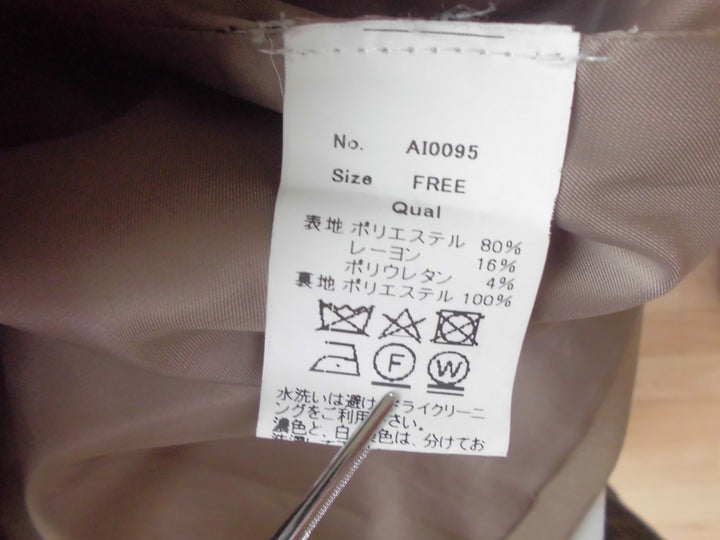 No. AI0095
Size FREE
Qual
表地 ポリエステル 80%
レーヨン 16%
ポリウレタン 4%
裏地 ポリエステル 100%
F W
水洗いは避け ライクリーニ
ングをご利用 さい。
濃色と、白 色は、分けてお